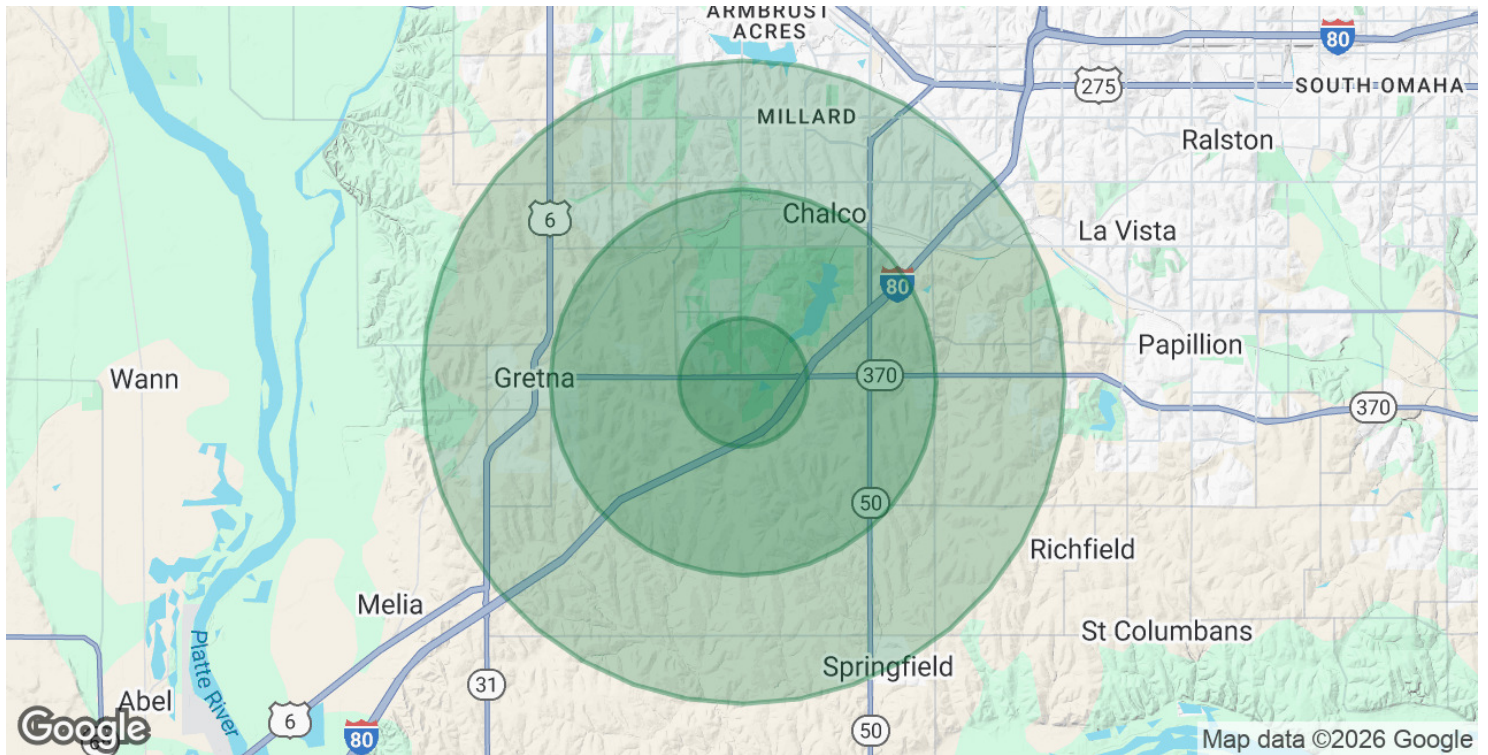 ARMBRUST
ACRES
80
275
SOUTH OMAHA
MILLARD
Ralston
6
Chalco
La Vista
80
Papillion
Wann
Gretna
370
370
50
Richfield
Melia
St Columbans
Springfield
Platte River
31
Abel
6
50
80
Google
Map data ©2026 Google